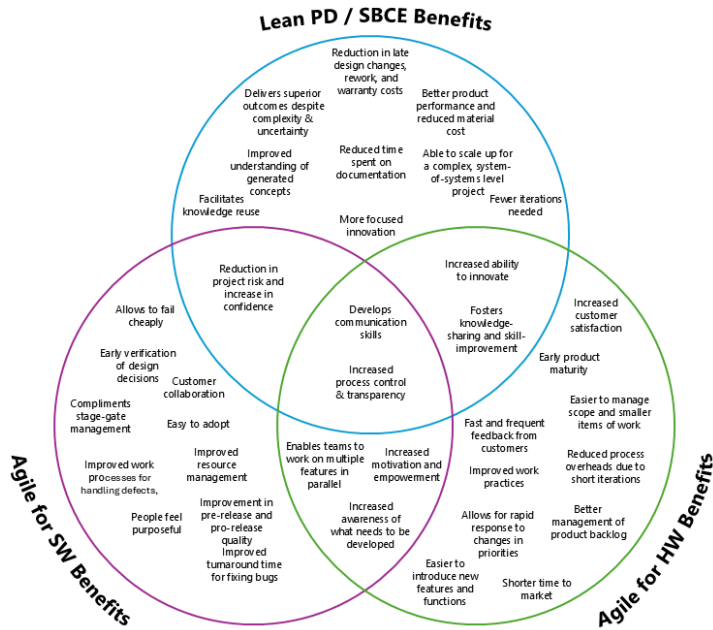 Lean PD / SBCE Benefits
Reduction in late
design changes,
rework, and
warranty costs
Delivers superior
outcomes despite
complexity &
uncertainty
Better product
performance and
reduced material
cost
Improved
understanding of
generated
concepts
Reduced time
spent on
documentation
Able to scale up for
a complex, system-
of-systems level
project
Facilitates
knowledge reuse
More focused
innovation
Fewer iterations
needed
Reduction in
project risk and
increase in
confidence
Increased ability
to innovate
Develops
communication
skills
Fosters
knowledge-
sharing and skill-
improvement
Increased
process control
& transparency
Allows to fail
cheaply
Early verification
of design
decisions
Customer
collaboration
Compliments
stage-gate
management
Easy to adopt
Improved work
processes for
handling defects,
Improved
resource
management
People feel
purposeful
Improvement in
pre-release and
pro-release
quality
Improved
turnaround time
for fixing bugs
Enables teams to
work on multiple
features in
parallel
Increased
motivation and
empowerment
Increased
awareness of
what needs to be
developed
Increased
customer
satisfaction
Early product
maturity
Easier to manage
scope and smaller
items of work
Fast and frequent
feedback from
customers
Improved work
practices
Reduced process
overheads due to
short iterations
Allows for rapid
response to
changes in
priorities
Better
management of
product backlog
Easier to
introduce new
features and
functions
Shorter time to
market
Agile for SW Benefits
Agile for HW Benefits